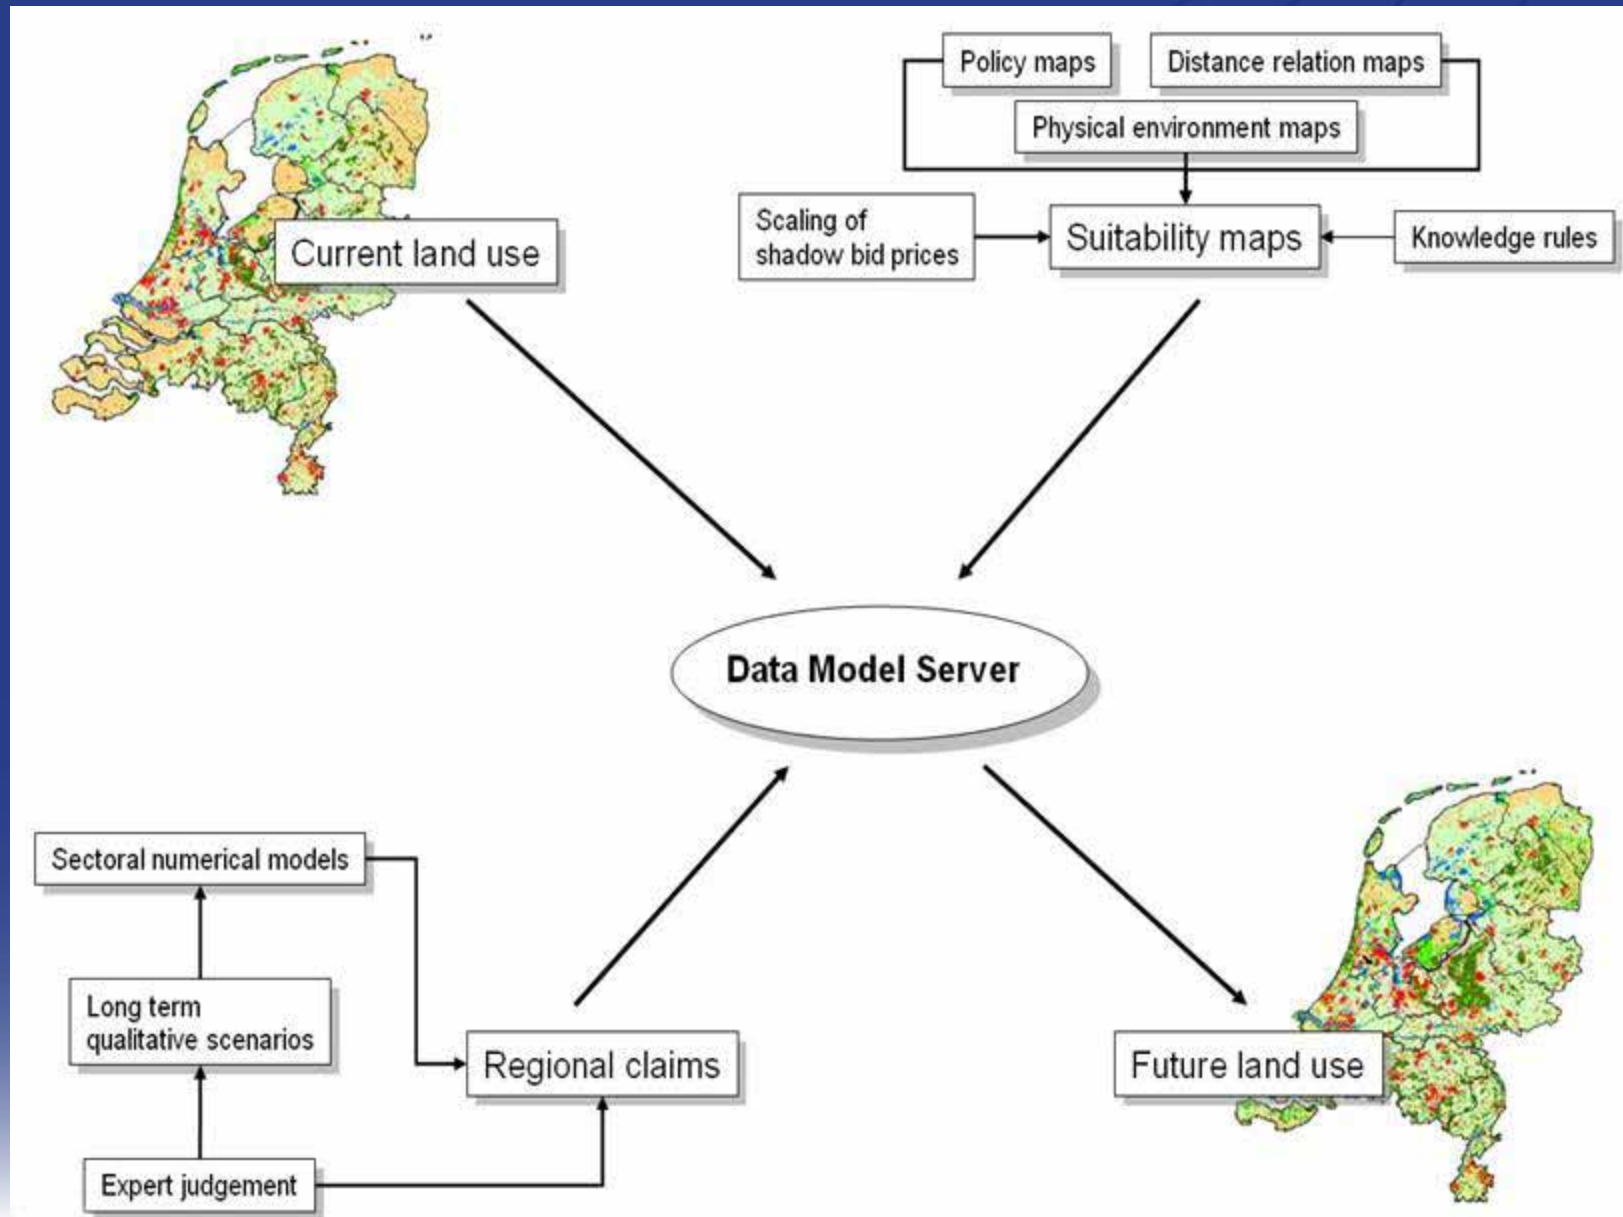 Policy maps
Distance relation maps
Physical environment maps
Scaling of
shadow bid prices
Suitability maps
Knowledge rules
Current land use
Data Model Server
Sectoral numerical models
Long term
qualitative scenarios
Regional claims
Expert judgement
Future land use